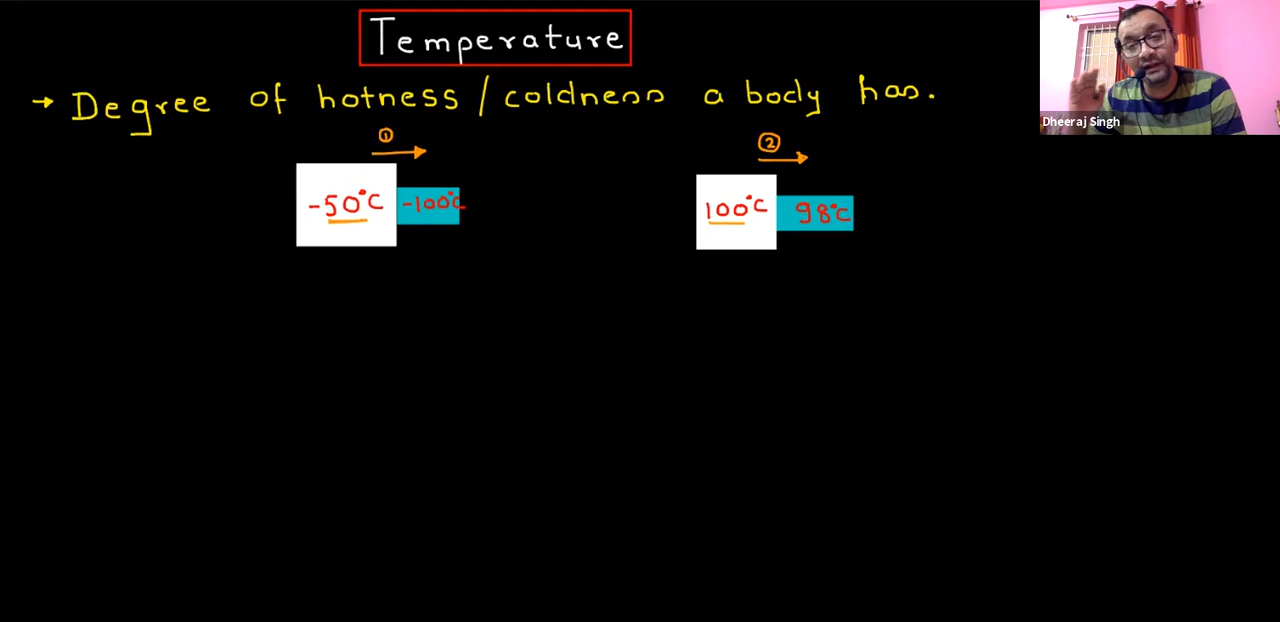 Temperature
→ Degree of hotness / coldness a body has.
Dheeraj Singh
① ②
-50°C -100°C 100°C 98°C